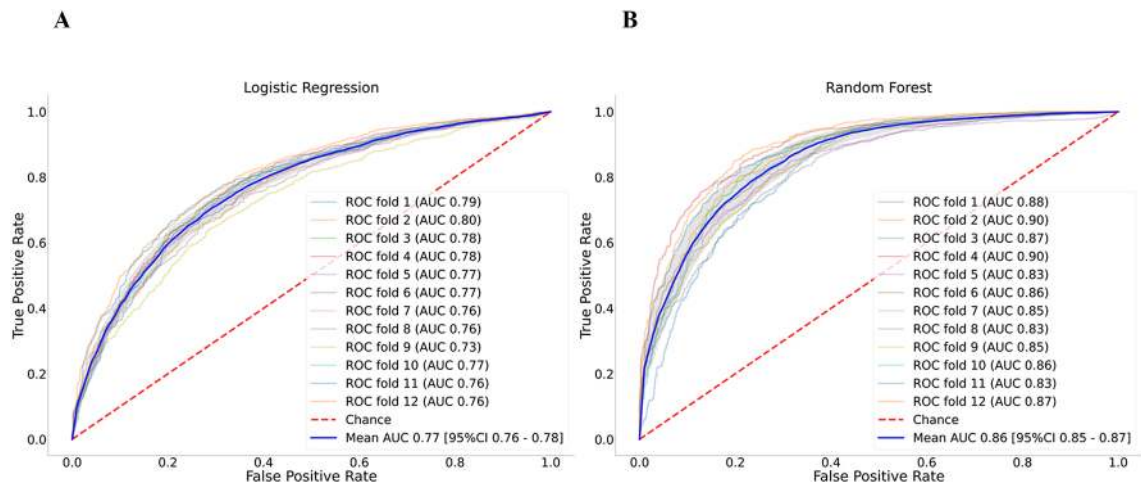 A
Logistic Regression
True Positive Rate
1.0
0.8
0.6
0.4
0.2
0.0
ROC fold 1 (AUC 0.79)
ROC fold 2 (AUC 0.80)
ROC fold 3 (AUC 0.78)
ROC fold 4 (AUC 0.78)
ROC fold 5 (AUC 0.77)
ROC fold 6 (AUC 0.77)
ROC fold 7 (AUC 0.76)
ROC fold 8 (AUC 0.76)
ROC fold 9 (AUC 0.73)
ROC fold 10 (AUC 0.77)
ROC fold 11 (AUC 0.76)
ROC fold 12 (AUC 0.76)
Chance
Mean AUC 0.77 [95%CI 0.76 - 0.78]
0.0 0.2 0.4 0.6 0.8 1.0
False Positive Rate
B
Random Forest
True Positive Rate
1.0
0.8
0.6
0.4
0.2
0.0
ROC fold 1 (AUC 0.88)
ROC fold 2 (AUC 0.90)
ROC fold 3 (AUC 0.87)
ROC fold 4 (AUC 0.90)
ROC fold 5 (AUC 0.83)
ROC fold 6 (AUC 0.86)
ROC fold 7 (AUC 0.85)
ROC fold 8 (AUC 0.83)
ROC fold 9 (AUC 0.85)
ROC fold 10 (AUC 0.86)
ROC fold 11 (AUC 0.83)
ROC fold 12 (AUC 0.87)
Chance
Mean AUC 0.86 [95%CI 0.85 - 0.87]
0.0 0.2 0.4 0.6 0.8 1.0
False Positive Rate